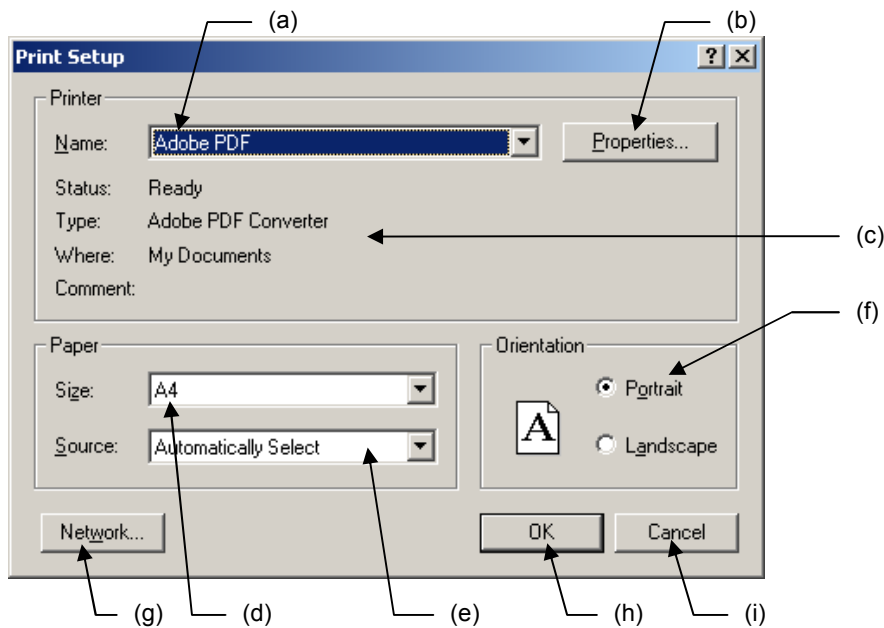 (a) (b)
Print Setup ? X
Printer
Name: Adobe PDF Properties...
Status: Ready
Type: Adobe PDF Converter
(c)
Where: My Documents
Comment:
(f)
Paper Orientation
Size: A4 Portrait
A
Source: Automatically Select Landscape
Network... OK Cancel
(g) (d) (e) (h) (i)